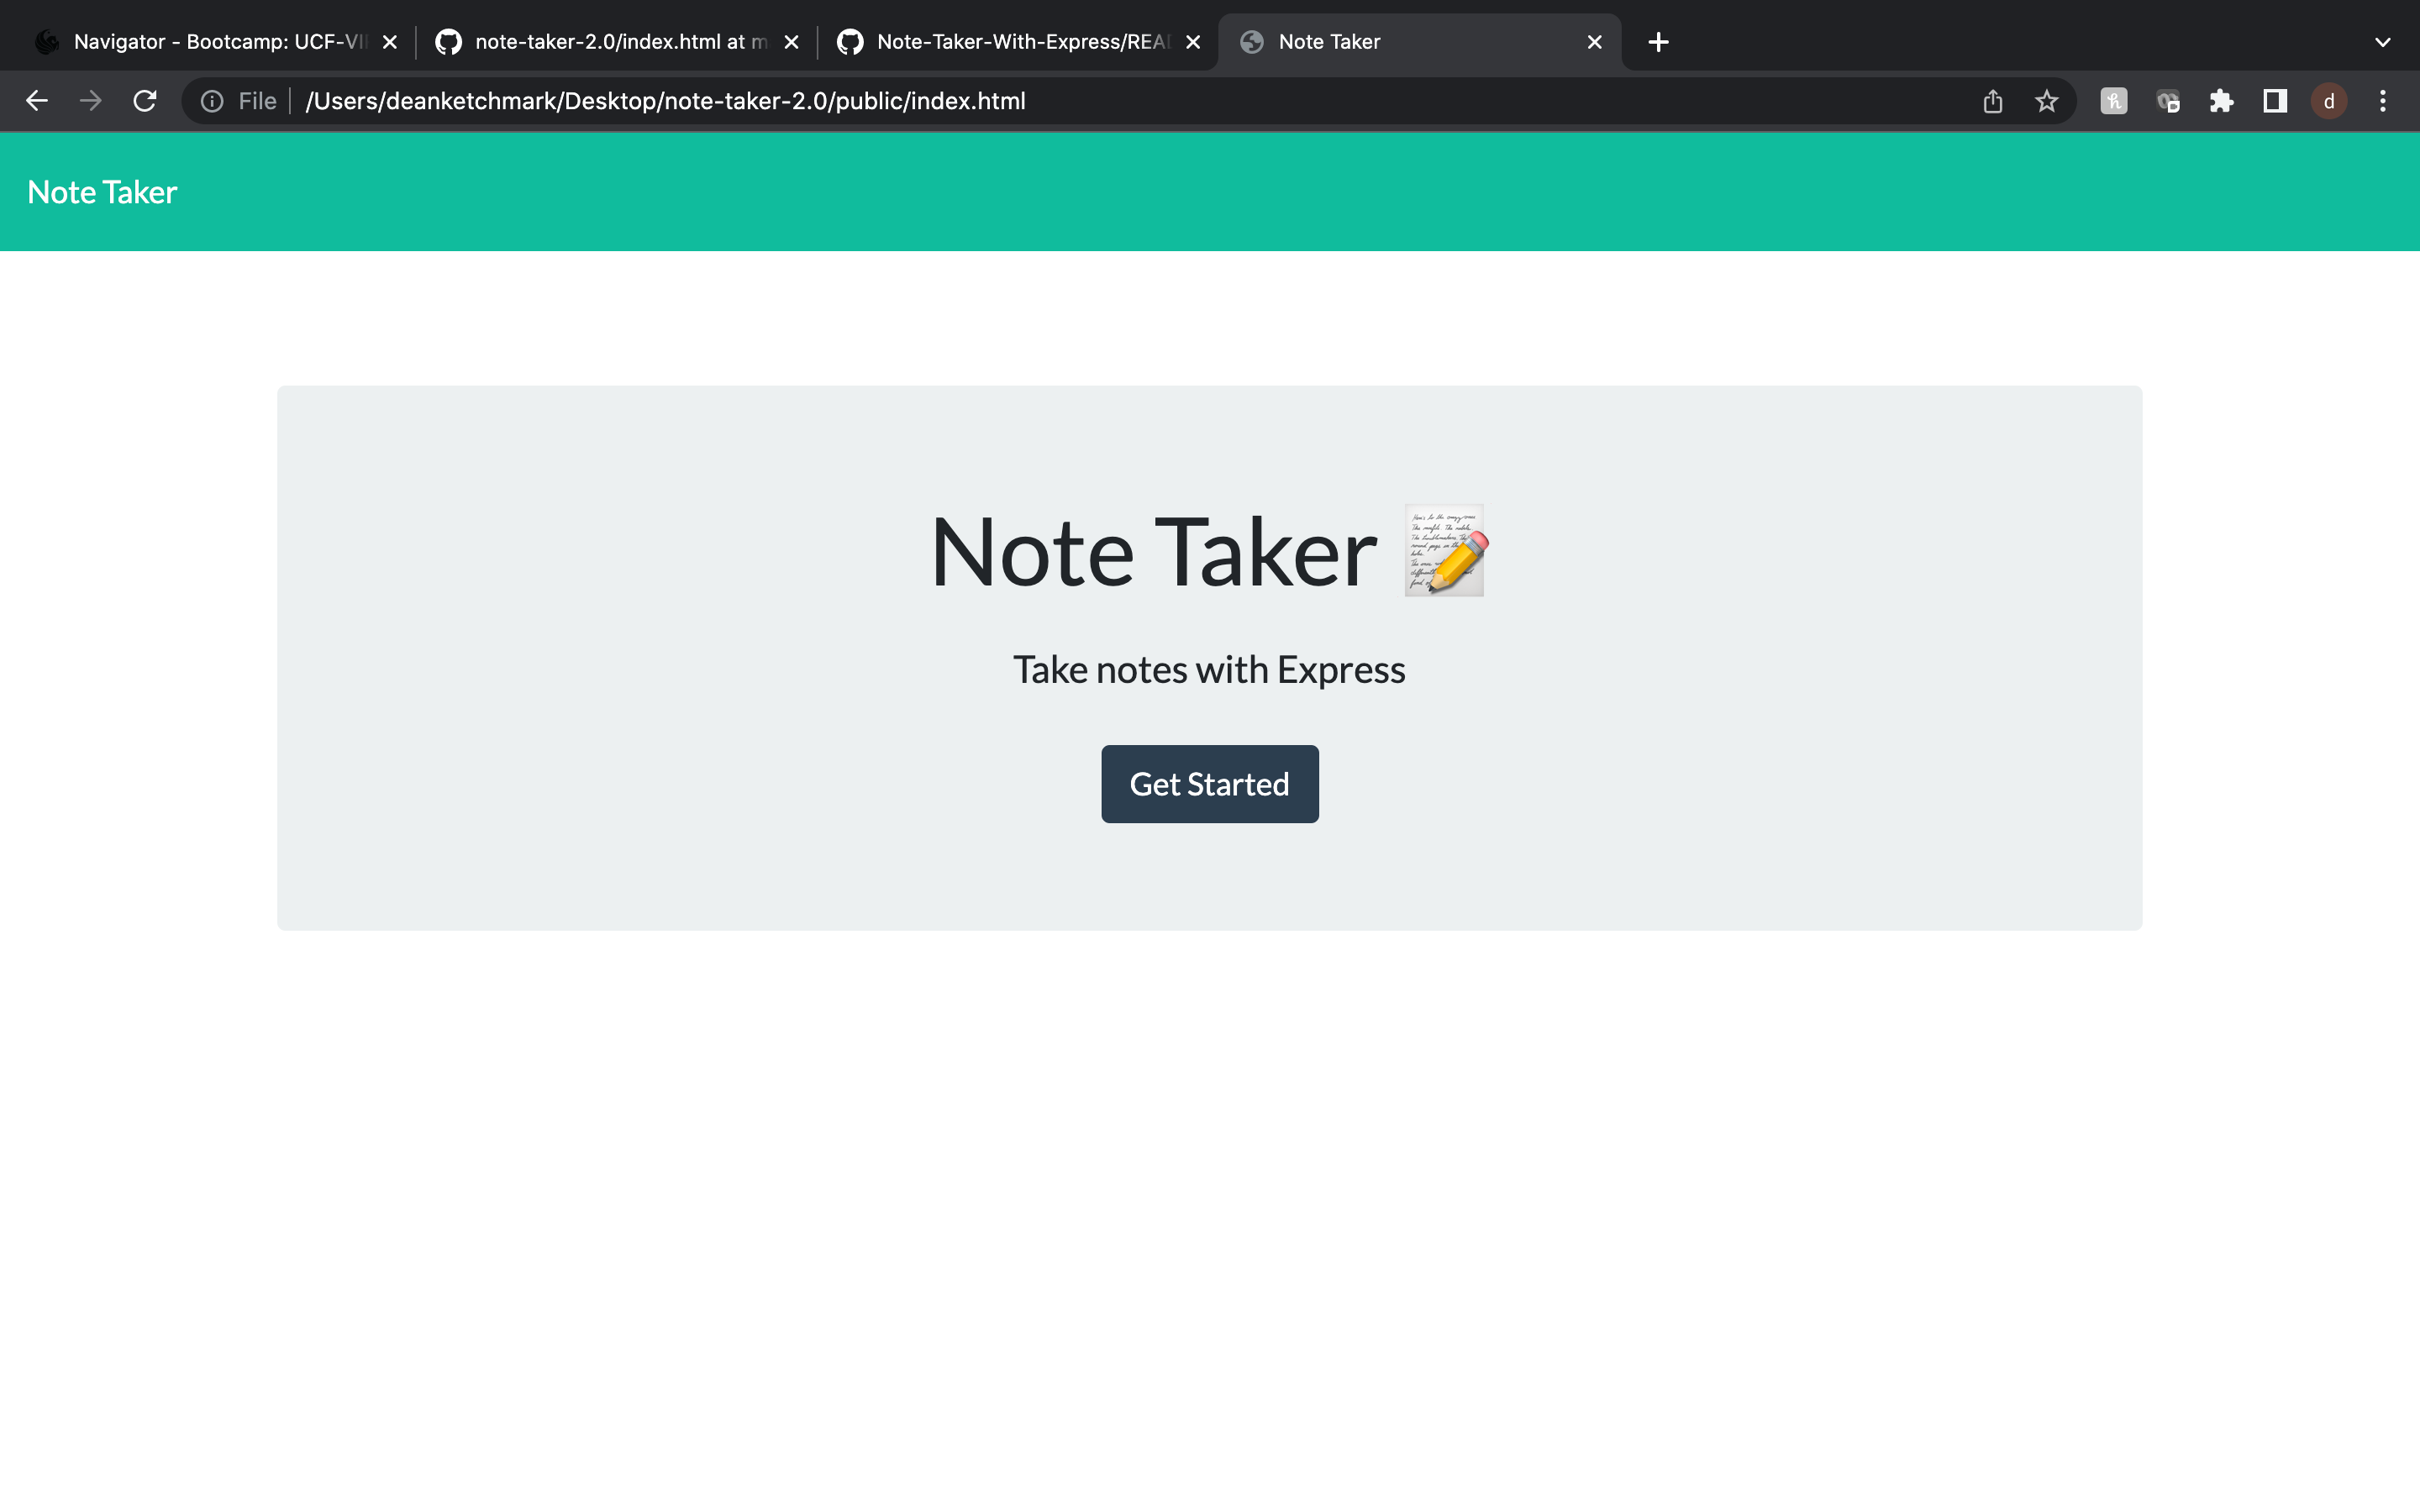 Navigator - Bootcamp: UCF-VI
note-taker-2.0/index.html at m
Note-Taker-With-Express/REA
Note Taker
File /Users/deanketchmark/Desktop/note-taker-2.0/public/index.html
d
Note Taker
Note Taker
Take notes with Express
Get Started